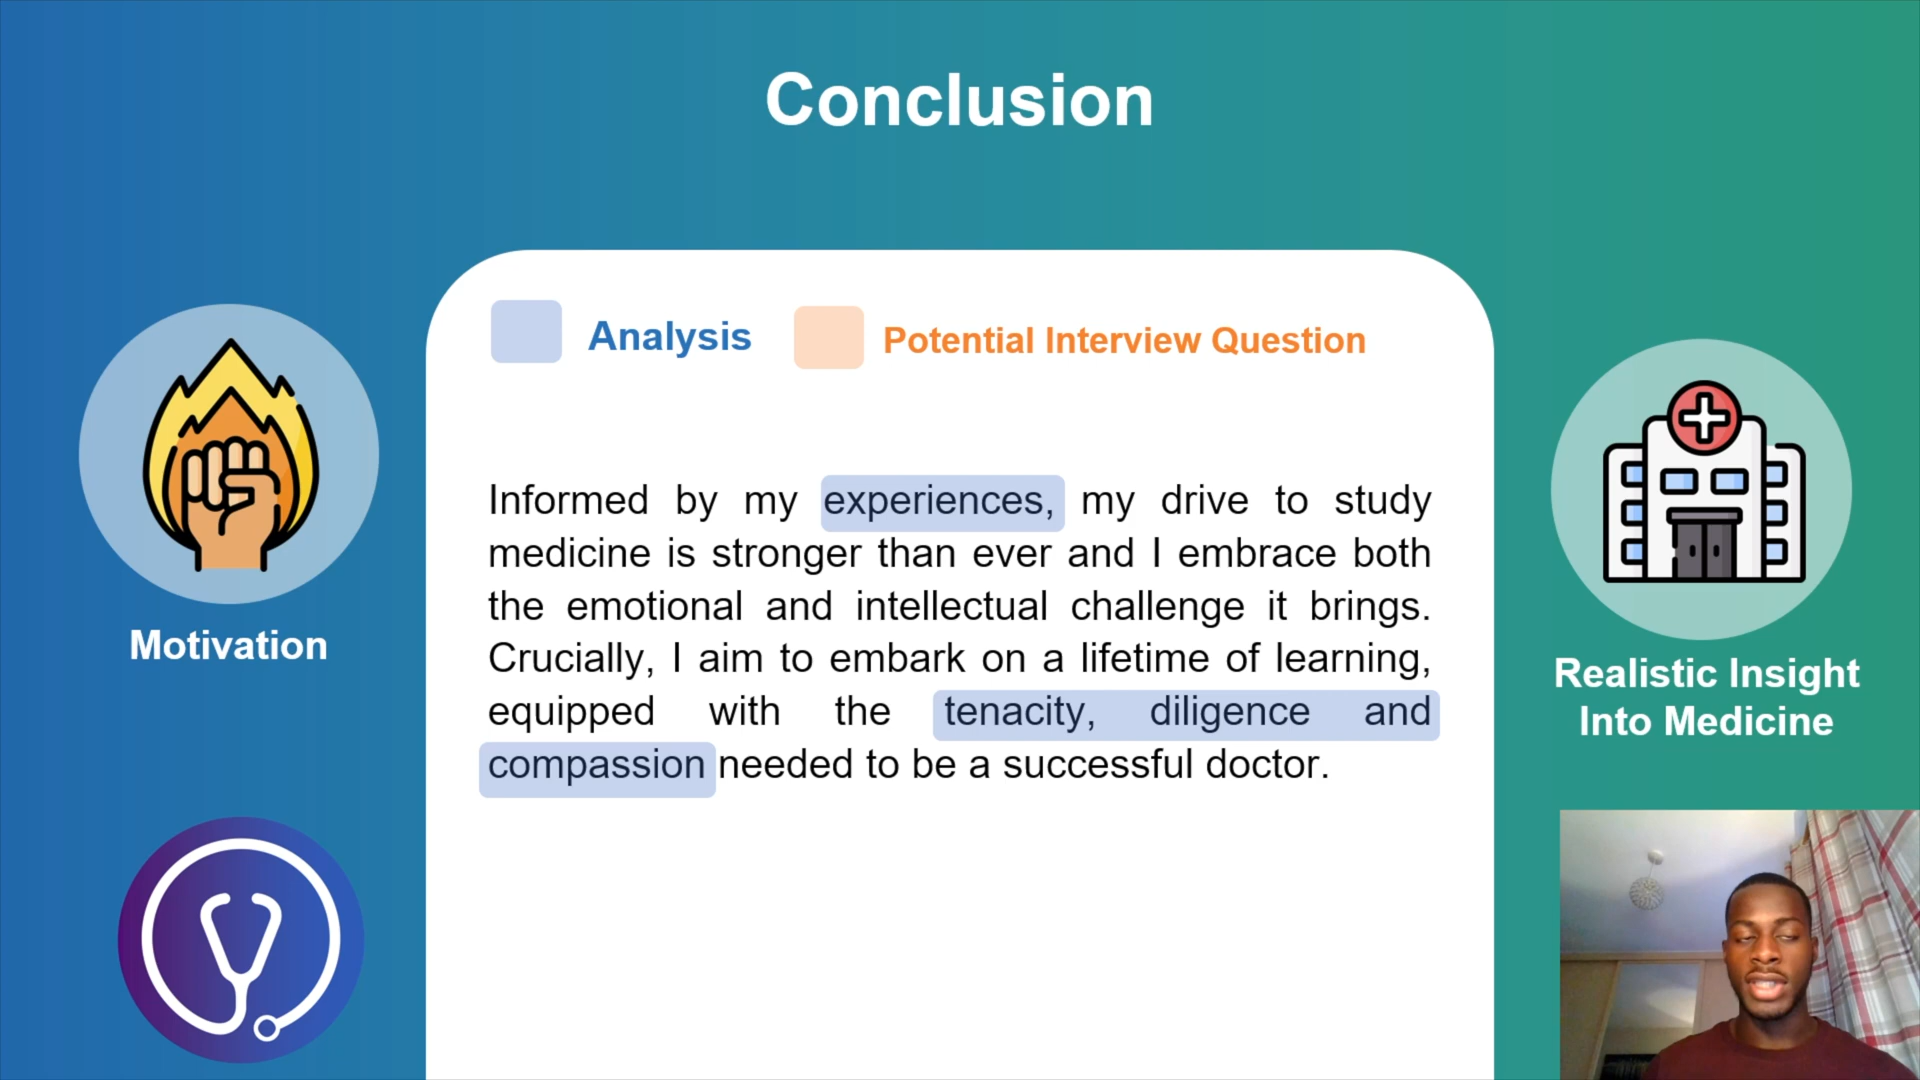 Conclusion
Analysis
Potential Interview Question
Informed by my experiences, my drive to study
medicine is stronger than ever and I embrace both
the emotional and intellectual challenge it brings.
Crucially, I aim to embark on a lifetime of learning,
equipped with the tenacity, diligence and
compassion needed to be a successful doctor.
Motivation
Realistic Insight
Into Medicine